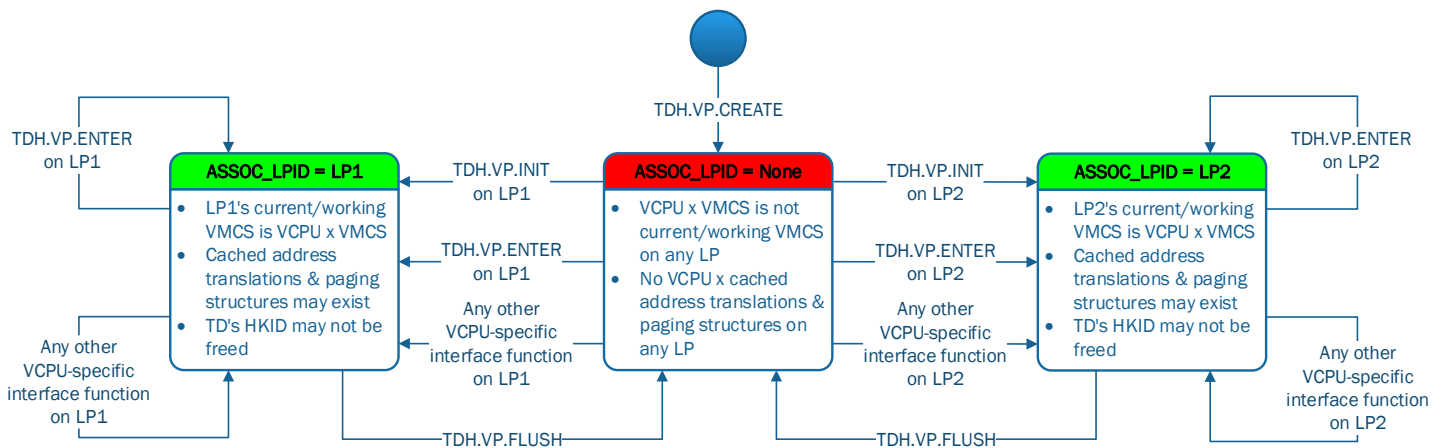 TDH.VP.CREATE
TDH.VP.ENTER
on LP1
ASSOC_LPID = LP1
• LP1's current/working
VMCS is VCPU x VMCS
• Cached address
translations & paging
structures may exist
• TD's HKID may not be
freed
Any other
VCPU-specific
interface function
on LP1
TDH.VP.INIT
on LP1
TDH.VP.ENTER
on LP1
Any other
VCPU-specific
interface function
on LP1
TDH.VP.FLUSH
ASSOC_LPID = None
• VCPU x VMCS is not
current/working VMCS
on any LP
• No VCPU x cached
address translations &
paging structures on
any LP
TDH.VP.INIT
on LP2
TDH.VP.ENTER
on LP2
Any other
VCPU-specific
interface function
on LP2
TDH.VP.FLUSH
ASSOC_LPID = LP2
• LP2's current/working
VMCS is VCPU x VMCS
• Cached address
translations & paging
structures may exist
• TD's HKID may not be
freed
TDH.VP.ENTER
on LP2
Any other
VCPU-specific
interface function
on LP2